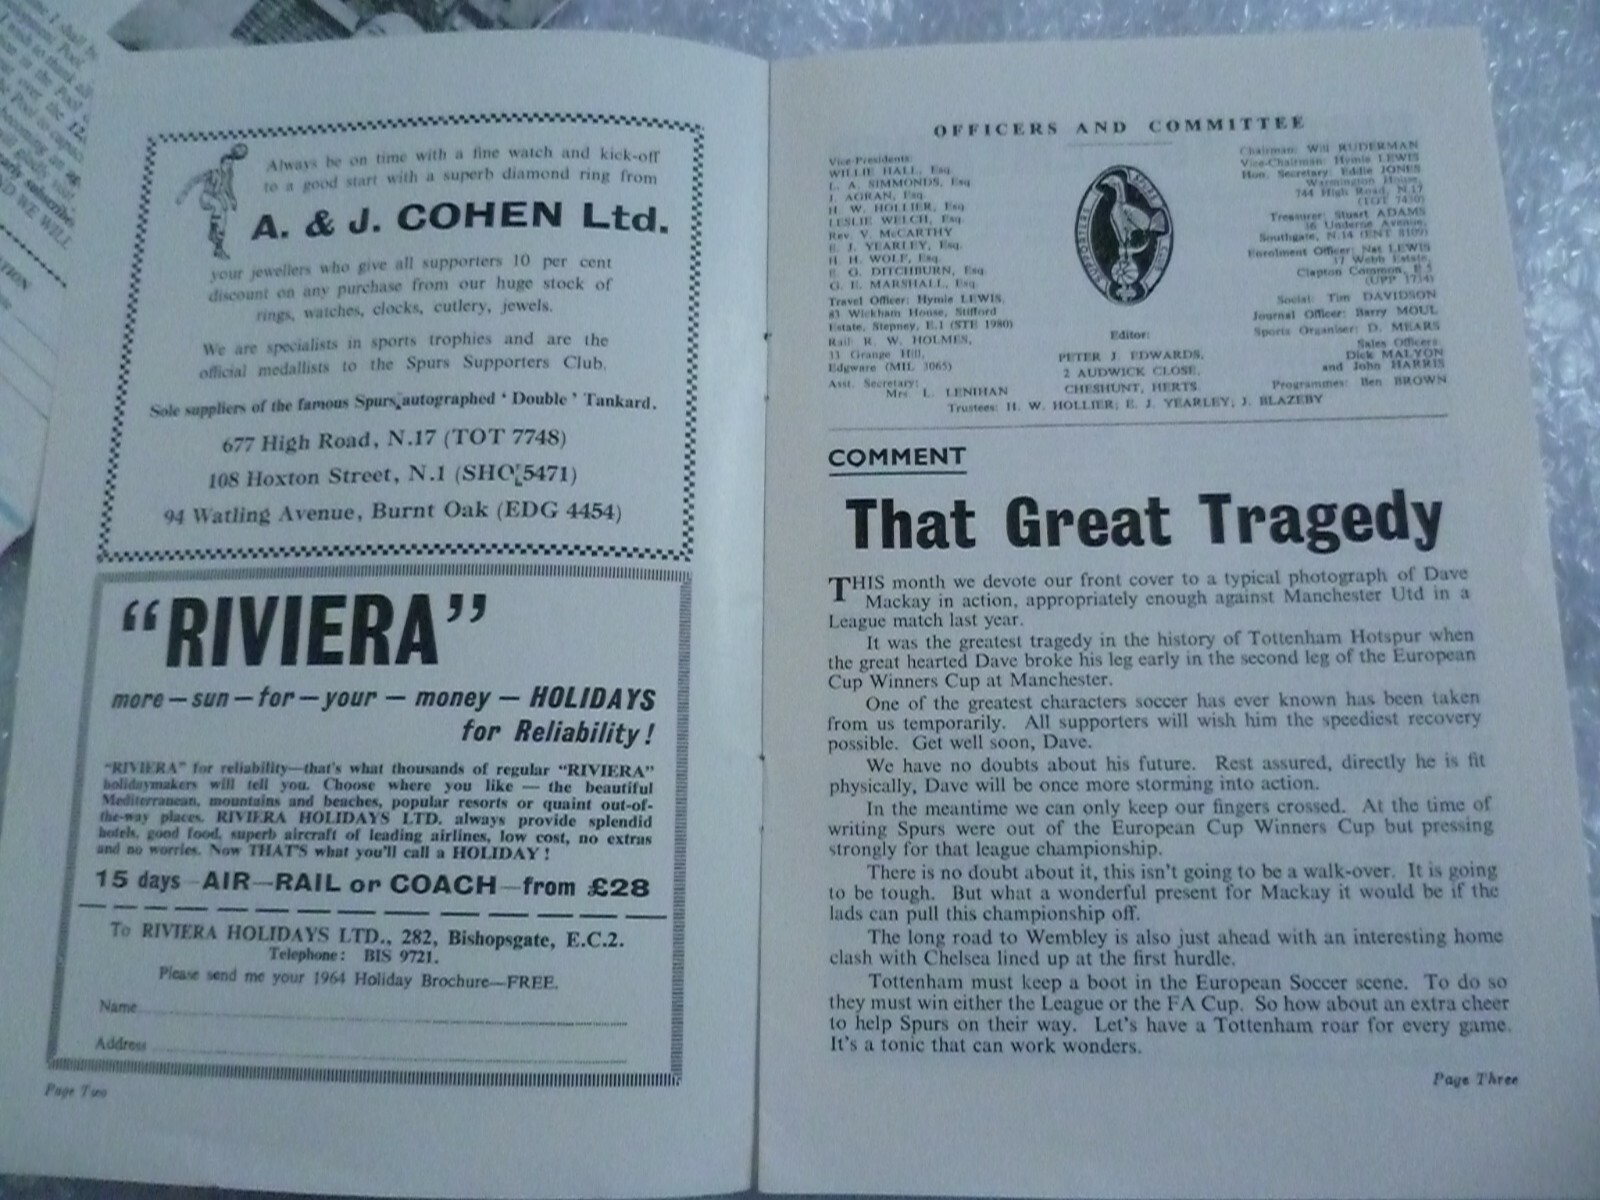 Always be on time with a fine watch and kick-off
to a good start with a superb diamond ring from
A. & J. COHEN Ltd.
your jewellers who give all supporters 10 per cent
discount on any purchase from our huge stock of
rings, watches, clocks, cutlery, jewels.
We are specialists in sports trophies and are the
official medallists to the Spurs Supporters Club.
Sole suppliers of the famous Spurs autographed ' Double ' Tankard.
677 High Road, N.17 (TOT 7748)
108 Hoxton Street, N.1 (SHO 5471)
94 Watling Avenue, Burnt Oak (EDG 4454)
"RIVIERA"
more — sun — for — your — money — HOLIDAYS
for Reliability !
"RIVIERA" for reliability—that's what thousands of regular "RIVIERA"
holidaymakers will tell you. Choose where you like — the beautiful
Mediterranean, mountains and beaches, popular resorts or quaint out-of-
the-way places. RIVIERA HOLIDAYS LTD. always provide splendid
hotels, good food, superb aircraft of leading airlines, low cost, no extras
and no worries. Now THAT'S what you'll call a HOLIDAY !
15 days—AIR—RAIL or COACH—from £28
To RIVIERA HOLIDAYS LTD., 282, Bishopsgate, E.C.2.
Telephone : BIS 9721.
Please send me your 1964 Holiday Brochure—FREE.
Name
Address
Page Two
OFFICERS AND COMMITTEE
Vice-Presidents:
WILLIE HALL, Esq.
L. A. SIMMONDS, Esq.
J. AGRAN, Esq.
H. W. HOLLIER, Esq.
LESLIE WELCH, Esq.
Rev. V. McCARTHY
E. J. YEARLEY, Esq.
H. H. WOLF, Esq.
E. G. DITCHBURN, Esq.
G. E. MARSHALL, Esq.
Travel Officer: Hymie LEWIS,
83 Wickham House, Stifford
Estate, Stepney, E.1 (STE 1980)
Rail: R. W. HOLMES,
33 Grange Hill,
Edgware (MIL 3065)
Asst. Secretary:
Mrs. L. LENIHAN
SPURS SUPPORTERS CLUB
Editor:
PETER J. EDWARDS,
2 AUDWICK CLOSE,
CHESHUNT, HERTS.
Chairman: Will RUDERMAN
Vice-Chairman: Hymie LEWIS
Hon. Secretary: Eddie JONES
Warmington House,
744 High Road, N.17
(TOT 7430)
Treasurer: Stuart ADAMS
Avenue,
Southgate, N.14 (ENT 8109)
Enrolment Officer: Nat LEWIS
37 Webb Estate,
Clapton Common, E.5
(UPP 1734)
Social: Tim DAVIDSON
Journal Officer: Barry MOUL
Sports Organiser: D. MEARS
Sales Officers:
Dick MALYON
and John HARRIS
Programmes: Ben BROWN
Trustees: H. W. HOLLIER; E. J. YEARLEY; J. BLAZEBY
COMMENT
That Great Tragedy
THIS month we devote our front cover to a typical photograph of Dave
Mackay in action, appropriately enough against Manchester Utd in a
League match last year.
It was the greatest tragedy in the history of Tottenham Hotspur when
the great hearted Dave broke his leg early in the second leg of the European
Cup Winners Cup at Manchester.
One of the greatest characters soccer has ever known has been taken
from us temporarily. All supporters will wish him the speediest recovery
possible. Get well soon, Dave.
We have no doubts about his future. Rest assured, directly he is fit
physically, Dave will be once more storming into action.
In the meantime we can only keep our fingers crossed. At the time of
writing Spurs were out of the European Cup Winners Cup but pressing
strongly for that league championship.
There is no doubt about it, this isn't going to be a walk-over. It is going
to be tough. But what a wonderful present for Mackay it would be if the
lads can pull this championship off.
The long road to Wembley is also just ahead with an interesting home
clash with Chelsea lined up at the first hurdle.
Tottenham must keep a boot in the European Soccer scene. To do so
they must win either the League or the FA Cup. So how about an extra cheer
to help Spurs on their way. Let's have a Tottenham roar for every game.
It's a tonic that can work wonders.
Page Three